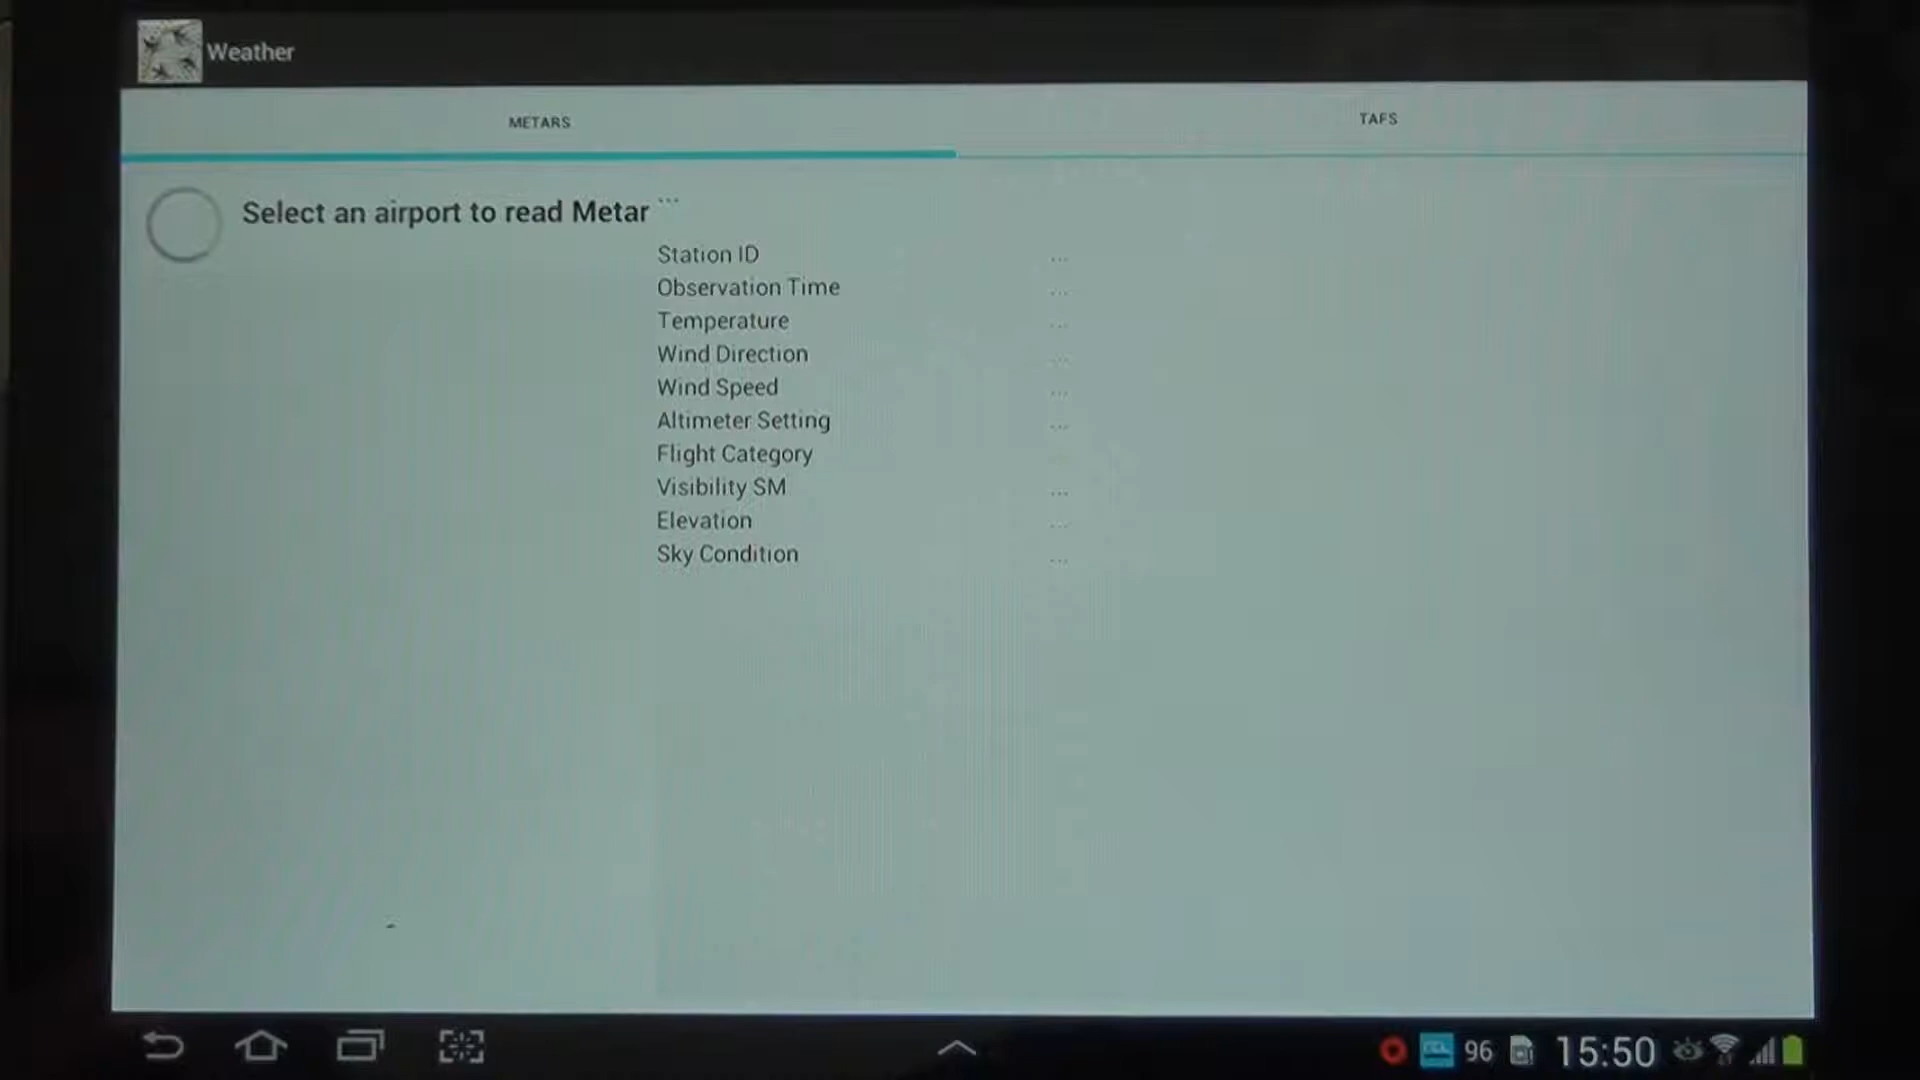 Weather
METARS
TAFS
Select an airport to read Metar ...
Station ID ...
Observation Time ...
Temperature ...
Wind Direction ...
Wind Speed ...
Altimeter Setting ...
Flight Category
Visibility SM ...
Elevation ...
Sky Condition ...
96 15:50